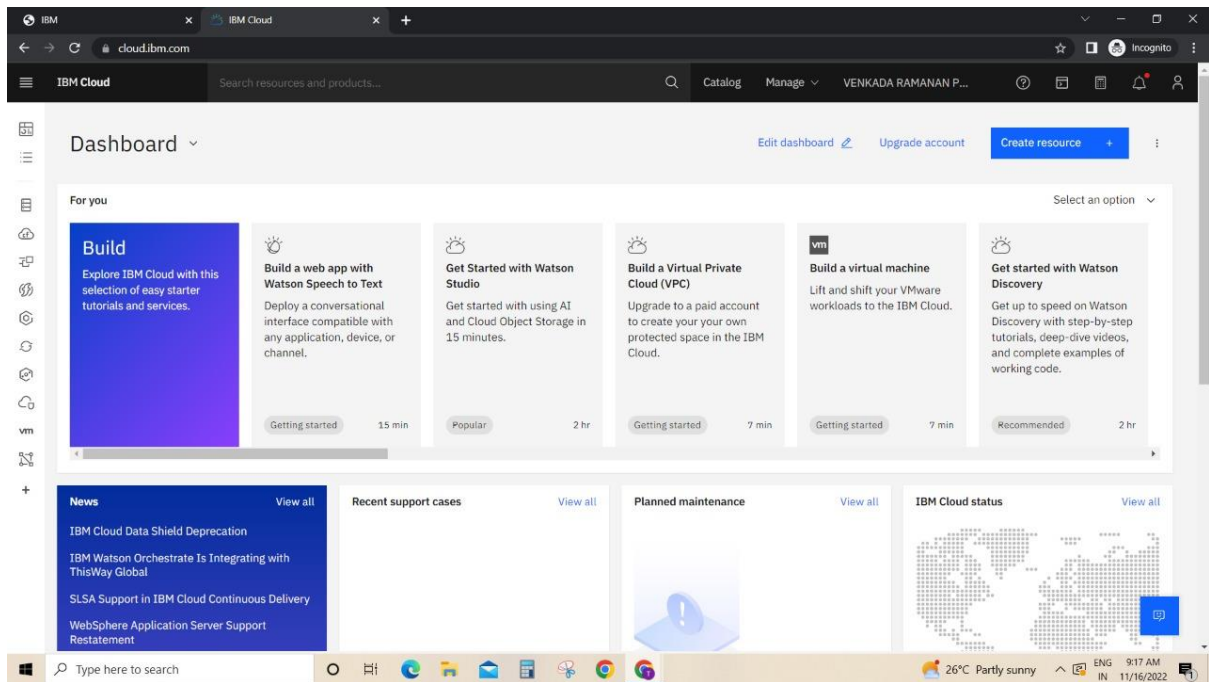 IBM
IBM Cloud
cloud.ibm.com
Incognito
IBM Cloud
Search resources and products...
Catalog
Manage
VENKADA RAMANAN P...
Dashboard
Edit dashboard
Upgrade account
Create resource +
For you
Select an option
Build
Explore IBM Cloud with this
selection of easy starter
tutorials and services.
Build a web app with
Watson Speech to Text
Deploy a conversational
interface compatible with
any application, device, or
channel.
Getting started 15 min
Get Started with Watson
Studio
Get started with using AI
and Cloud Object Storage in
15 minutes.
Popular 2 hr
Build a Virtual Private
Cloud (VPC)
Upgrade to a paid account
to create your your own
protected space in the IBM
Cloud.
Getting started 7 min
vm
Build a virtual machine
Lift and shift your VMware
workloads to the IBM Cloud.
Getting started 7 min
Get started with Watson
Discovery
Get up to speed on Watson
Discovery with step-by-step
tutorials, deep-dive videos,
and complete examples of
working code.
Recommended 2 hr
vm
News View all
IBM Cloud Data Shield Deprecation
IBM Watson Orchestrate Is Integrating with
ThisWay Global
SLSA Support in IBM Cloud Continuous Delivery
WebSphere Application Server Support
Restatement
Recent support cases View all
Planned maintenance View all
IBM Cloud status View all
Type here to search
26°C Partly sunny
ENG
IN
9:17 AM
11/16/2022